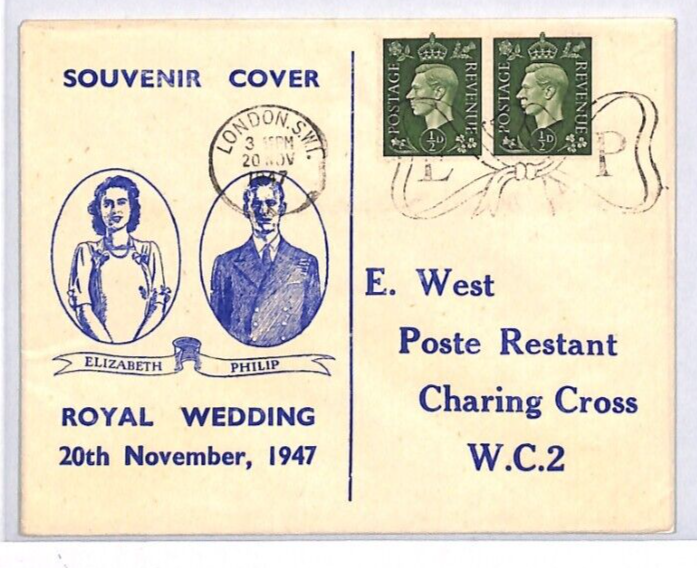 SOUVENIR COVER
LONDON. S.W.1.
3 15PM
20 NOV
1947
ELIZABETH PHILIP
ROYAL WEDDING
20th November, 1947
POSTAGE REVENUE
½D
POSTAGE REVENUE
½D
E P
E. West
Poste Restant
Charing Cross
W.C.2